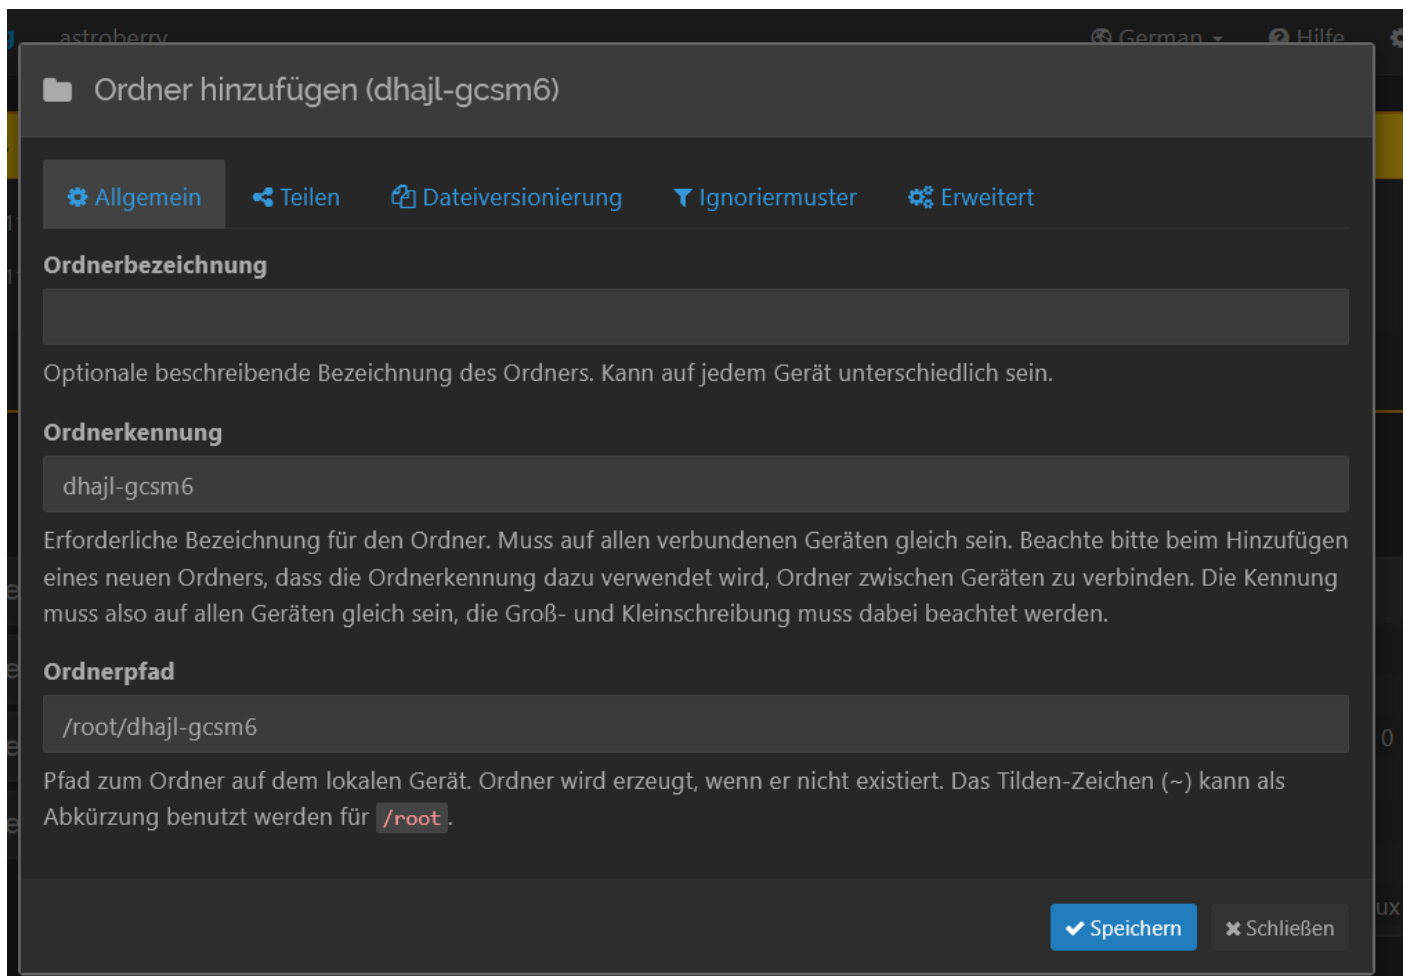 astroberry German Hilfe
Ordner hinzufügen (dhajl-gcsm6)
Allgemein Teilen Dateiversionierung Ignoriermuster Erweitert
Ordnerbezeichnung
Optionale beschreibende Bezeichnung des Ordners. Kann auf jedem Gerät unterschiedlich sein.
Ordnerkennung
dhajl-gcsm6
Erforderliche Bezeichnung für den Ordner. Muss auf allen verbundenen Geräten gleich sein. Beachte bitte beim Hinzufügen
eines neuen Ordners, dass die Ordnerkennung dazu verwendet wird, Ordner zwischen Geräten zu verbinden. Die Kennung
muss also auf allen Geräten gleich sein, die Groß- und Kleinschreibung muss dabei beachtet werden.
Ordnerpfad
/root/dhajl-gcsm6
0
Pfad zum Ordner auf dem lokalen Gerät. Ordner wird erzeugt, wenn er nicht existiert. Das Tilden-Zeichen (~) kann als
Abkürzung benutzt werden für /root.
ux
Speichern Schließen